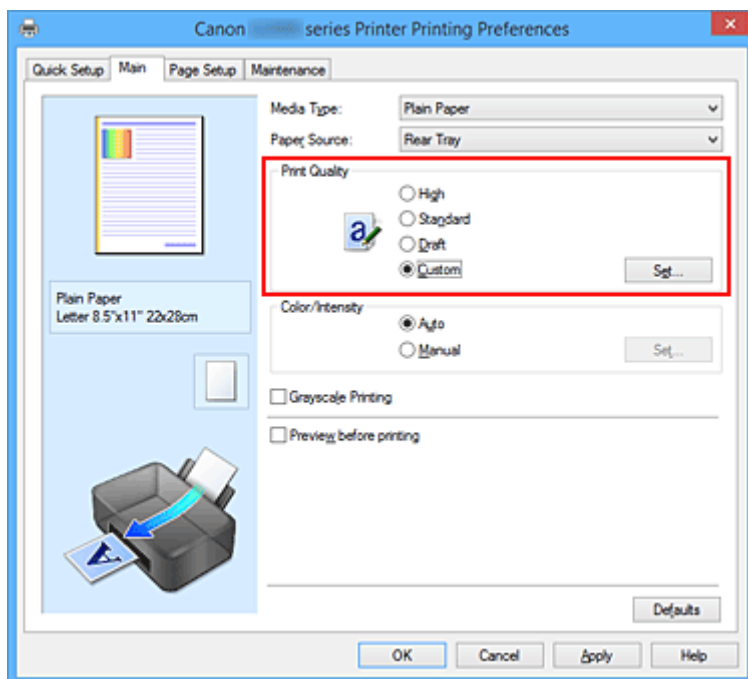 Canon series Printer Printing Preferences
Quick Setup Main Page Setup Maintenance
Media Type: Plain Paper
Paper Source: Rear Tray
Print Quality
High
Standard
Draft
Custom Set...
Plain Paper
Letter 8.5"x11" 22x28cm
Color/Intensity
Auto
Manual Set...
Grayscale Printing
Preview before printing
Defaults
OK Cancel Apply Help